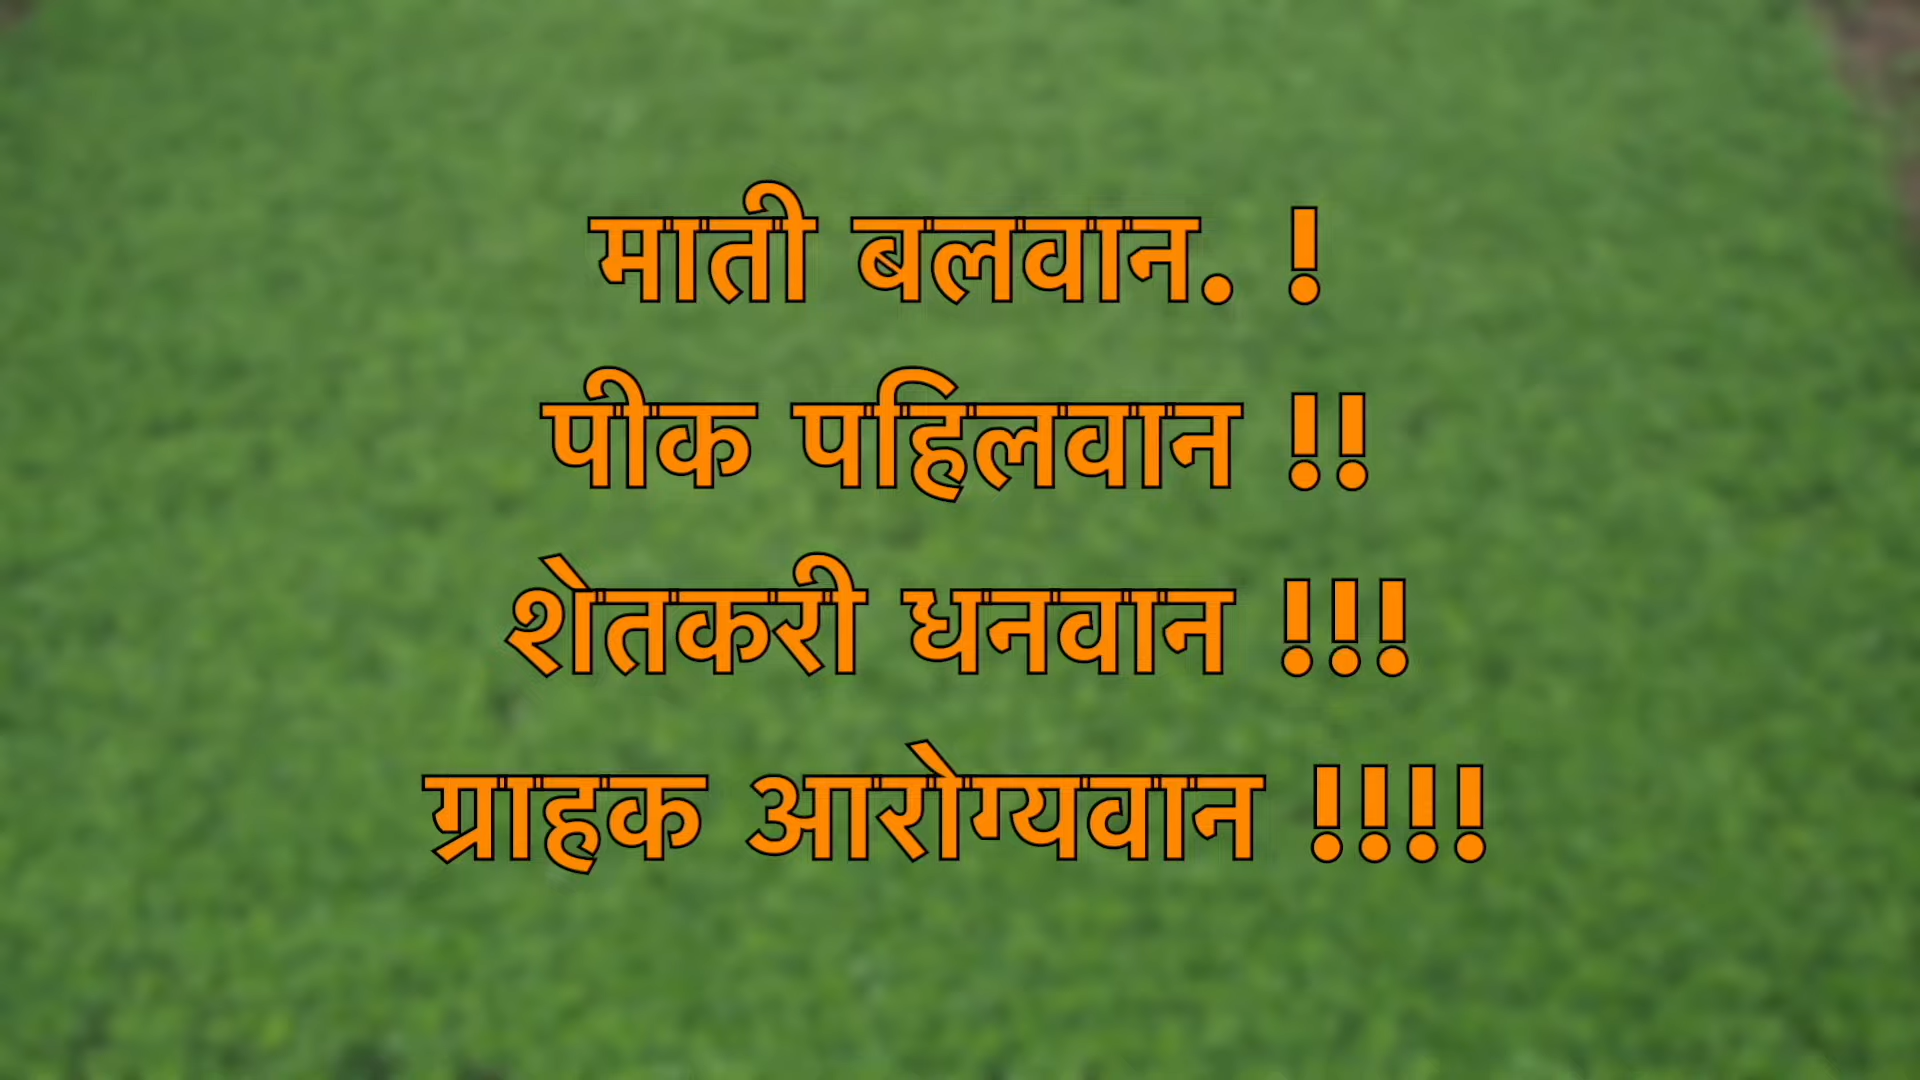 माती बलवान. !
पीक पहिलवान !!
शेतकरी धनवान !!!
ग्राहक आरोग्यवान !!!!